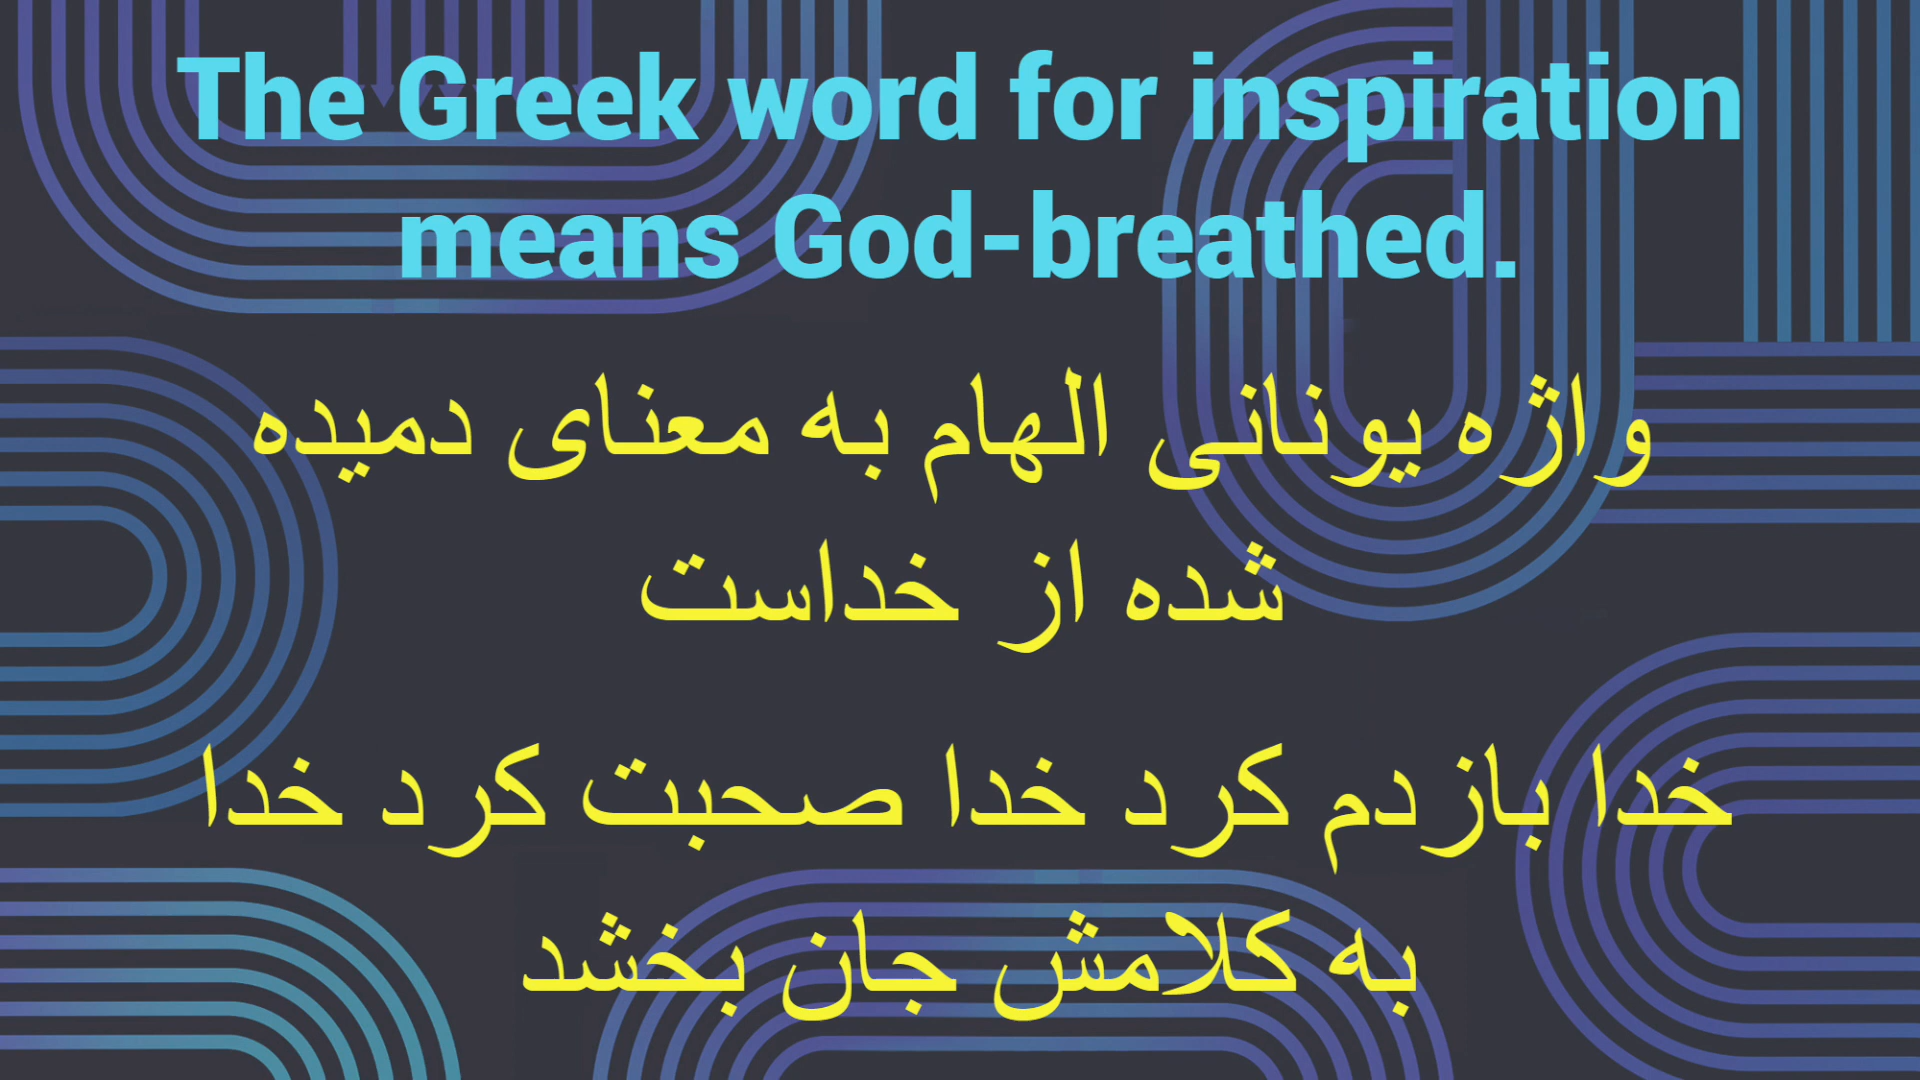 The Greek word for inspiration
means God-breathed.
واژه یونانی الهام به معنای دمیده
شده از خداست
خدا بازدم کرد خدا صحبت کرد خدا
به کلامش جان بخشد